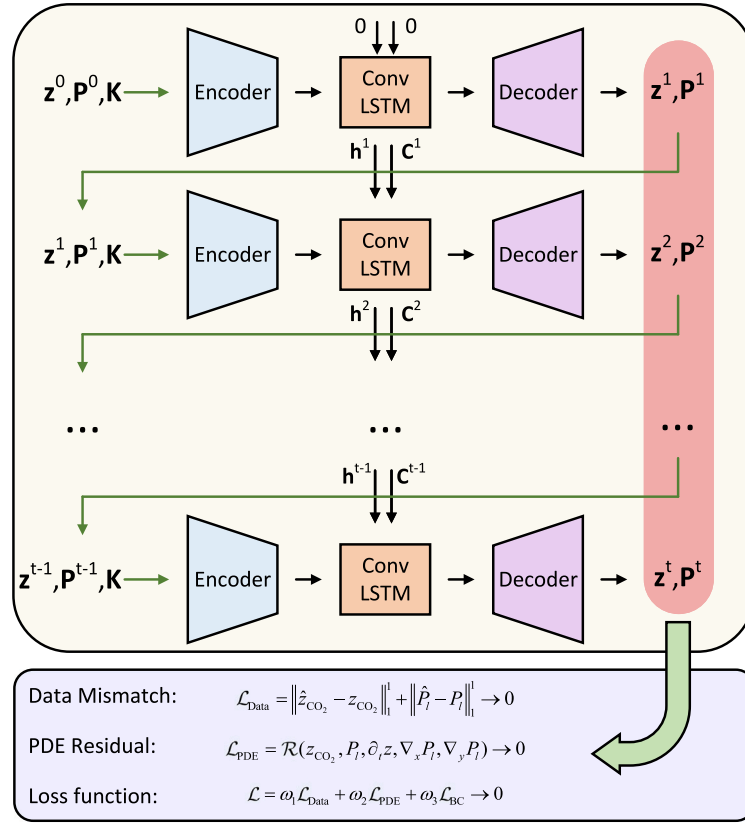 0 0
z⁰,P⁰,K Encoder Conv LSTM Decoder z¹,P¹
h¹ C¹
z¹,P¹,K Encoder Conv LSTM Decoder z²,P²
h² C²
... ... ...
hᵗ⁻¹ Cᵗ⁻¹
zᵗ⁻¹,Pᵗ⁻¹,K Encoder Conv LSTM Decoder zᵗ,Pᵗ
Data Mismatch: ℒ_Data = ‖ẑ_CO₂ − z_CO₂‖₁¹ + ‖P̂_l − P_l‖₁¹ → 0
PDE Residual: ℒ_PDE = ℛ(z_CO₂, P_l, ∂_t z, ∇_x P_l, ∇_y P_l) → 0
Loss function: ℒ = ω₁ℒ_Data + ω₂ℒ_PDE + ω₃ℒ_BC → 0